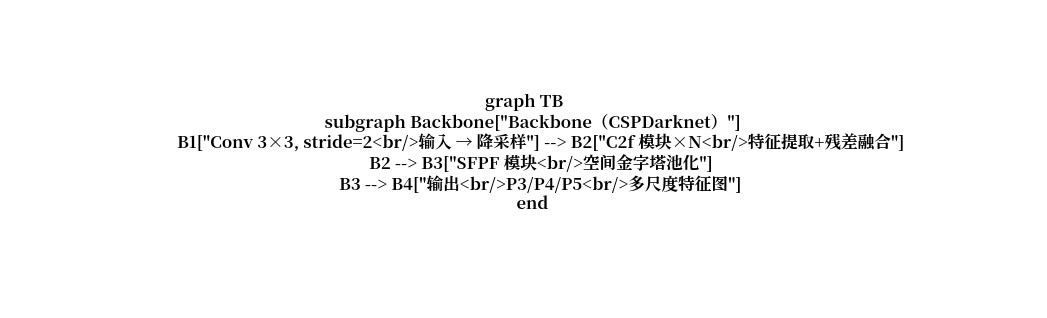 graph TB
subgraph Backbone["Backbone（CSPDarknet）"]
B1["Conv 3×3, stride=2<br/>输入 → 降采样"] --> B2["C2f 模块×N<br/>特征提取+残差融合"]
B2 --> B3["SFPF 模块<br/>空间金字塔池化"]
B3 --> B4["输出<br/>P3/P4/P5<br/>多尺度特征图"]
end